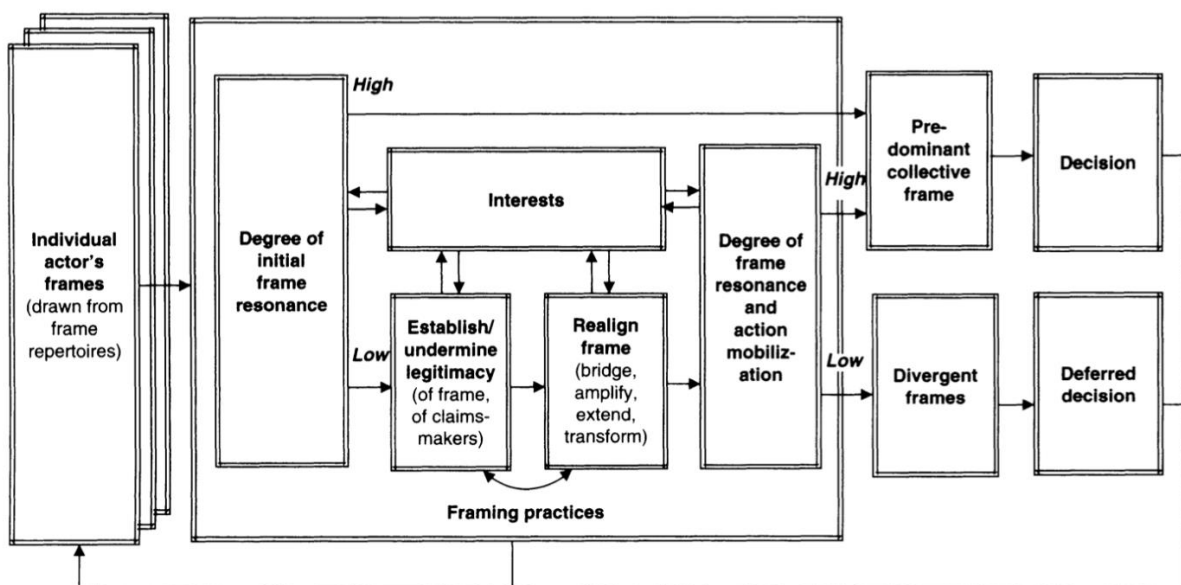 Individual
actor's
frames
(drawn from
frame
repertoires)
Degree of
initial
frame
resonance
High
Low
Interests
Establish/
undermine
legitimacy
(of frame,
of claims-
makers)
Realign
frame
(bridge,
amplify,
extend,
transform)
Framing practices
Degree of
frame
resonance
and
action
mobiliz-
ation
High
Low
Pre-
dominant
collective
frame
Decision
Divergent
frames
Deferred
decision